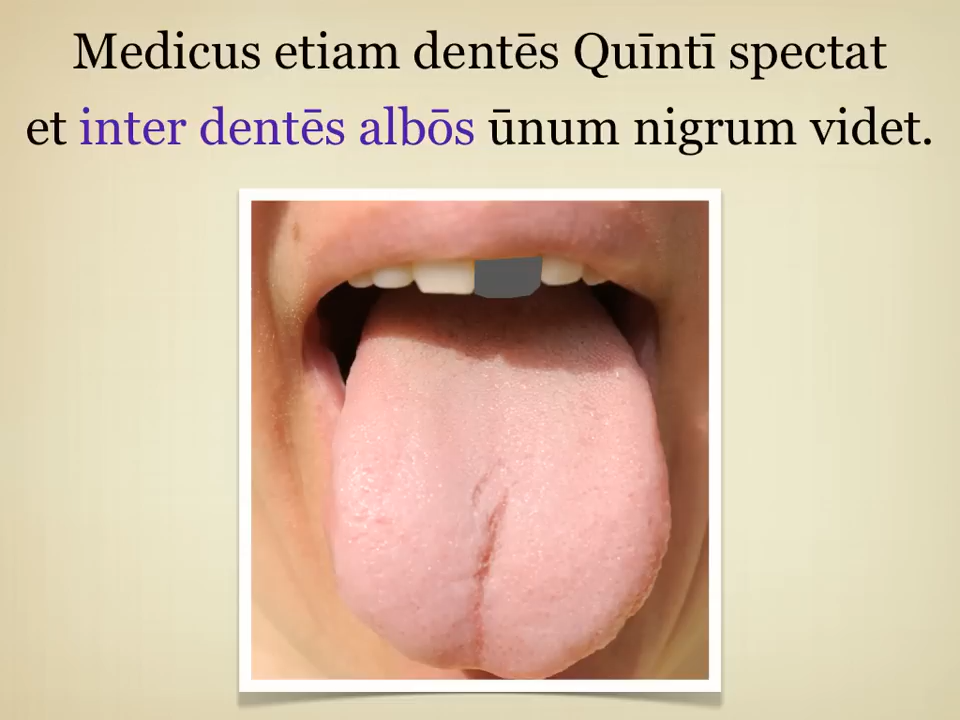 Medicus etiam dentēs Quīntī spectat
et inter dentēs albōs ūnum nigrum videt.